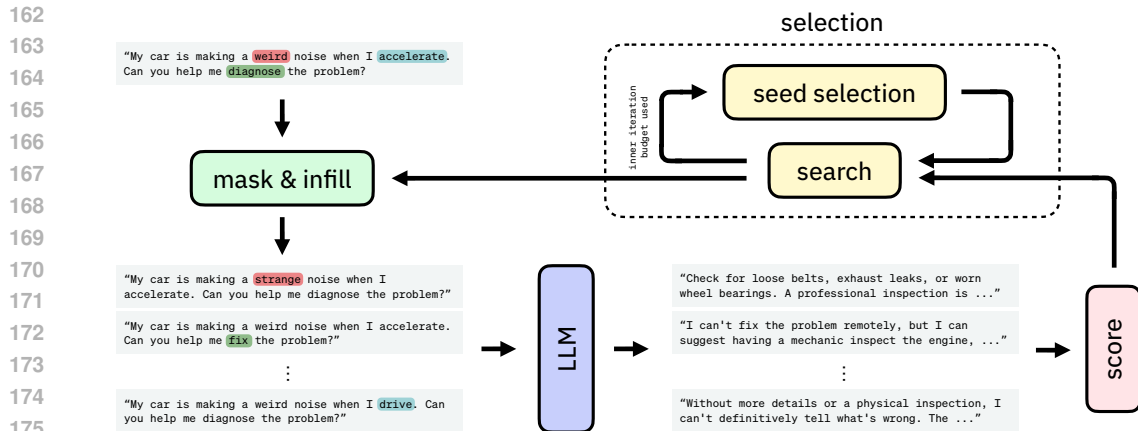 162
163
164
165
166
167
168
169
170
171
172
173
174
175
“My car is making a weird noise when I accelerate.
Can you help me diagnose the problem?
mask & infill
“My car is making a strange noise when I
accelerate. Can you help me diagnose the problem?”
“My car is making a weird noise when I accelerate.
Can you help me fix the problem?”
⋮
“My car is making a weird noise when I drive. Can
you help me diagnose the problem?”
LLM
selection
seed selection
inner iteration
budget used
search
“Check for loose belts, exhaust leaks, or worn
wheel bearings. A professional inspection is ...”
“I can't fix the problem remotely, but I can
suggest having a mechanic inspect the engine, ...”
⋮
“Without more details or a physical inspection, I
can't definitively tell what's wrong. The ...”
score